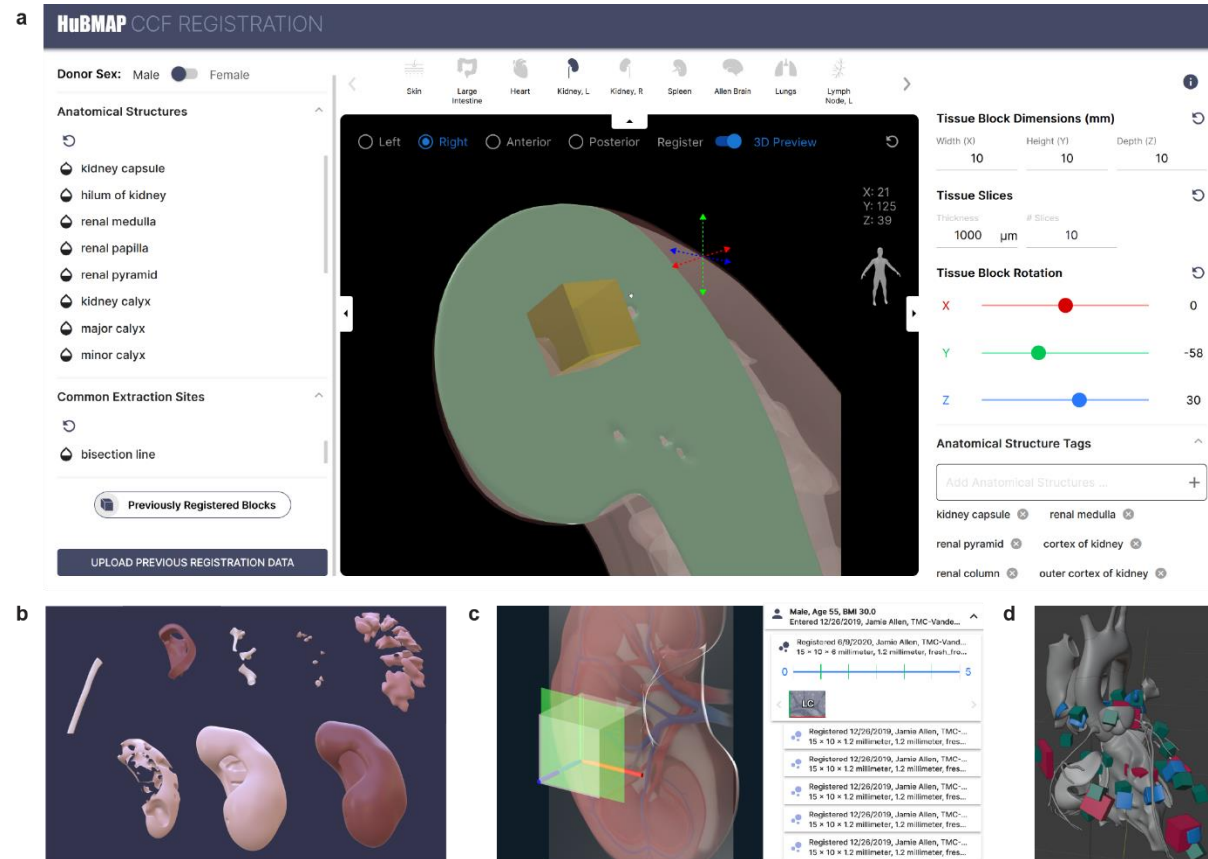 a
HuBMAP CCF REGISTRATION
Donor Sex: Male Female
Anatomical Structures
kidney capsule
hilum of kidney
renal medulla
renal papilla
renal pyramid
kidney calyx
major calyx
minor calyx
Common Extraction Sites
bisection line
Previously Registered Blocks
UPLOAD PREVIOUS REGISTRATION DATA
Skin
Large Intestine
Heart
Kidney, L
Kidney, R
Spleen
Allen Brain
Lungs
Lymph Node, L
Left Right Anterior Posterior Register 3D Preview
X: 21
Y: 125
Z: 39
Tissue Block Dimensions (mm)
Width (X) Height (Y) Depth (Z)
10 10 10
Tissue Slices
Thickness # Slices
1000 µm 10
Tissue Block Rotation
X 0
Y -58
Z 30
Anatomical Structure Tags
Add Anatomical Structures ...
kidney capsule renal medulla
renal pyramid cortex of kidney
renal column outer cortex of kidney
b
c
Male, Age 55, BMI 30.0
Entered 12/26/2019, Jamie Allen, TMC-Vande...
Registered 6/9/2020, Jamie Allen, TMC-Vand...
15 × 10 × 6 millimeter, 1.2 millimeter, fresh_fro...
0 5
LC
Registered 12/26/2019, Jamie Allen, TMC-...
15 × 10 × 1.2 millimeter, 1.2 millimeter, fres...
Registered 12/26/2019, Jamie Allen, TMC-...
15 × 10 × 1.2 millimeter, 1.2 millimeter, fres...
Registered 12/26/2019, Jamie Allen, TMC-...
15 × 10 × 1.2 millimeter, 1.2 millimeter, fres...
Registered 12/26/2019, Jamie Allen, TMC-...
15 × 10 × 1.2 millimeter, 1.2 millimeter, fres...
Registered 12/26/2019, Jamie Allen, TMC-...
15 × 10 × 1.2 millimeter, 1.2 millimeter, fres...
d